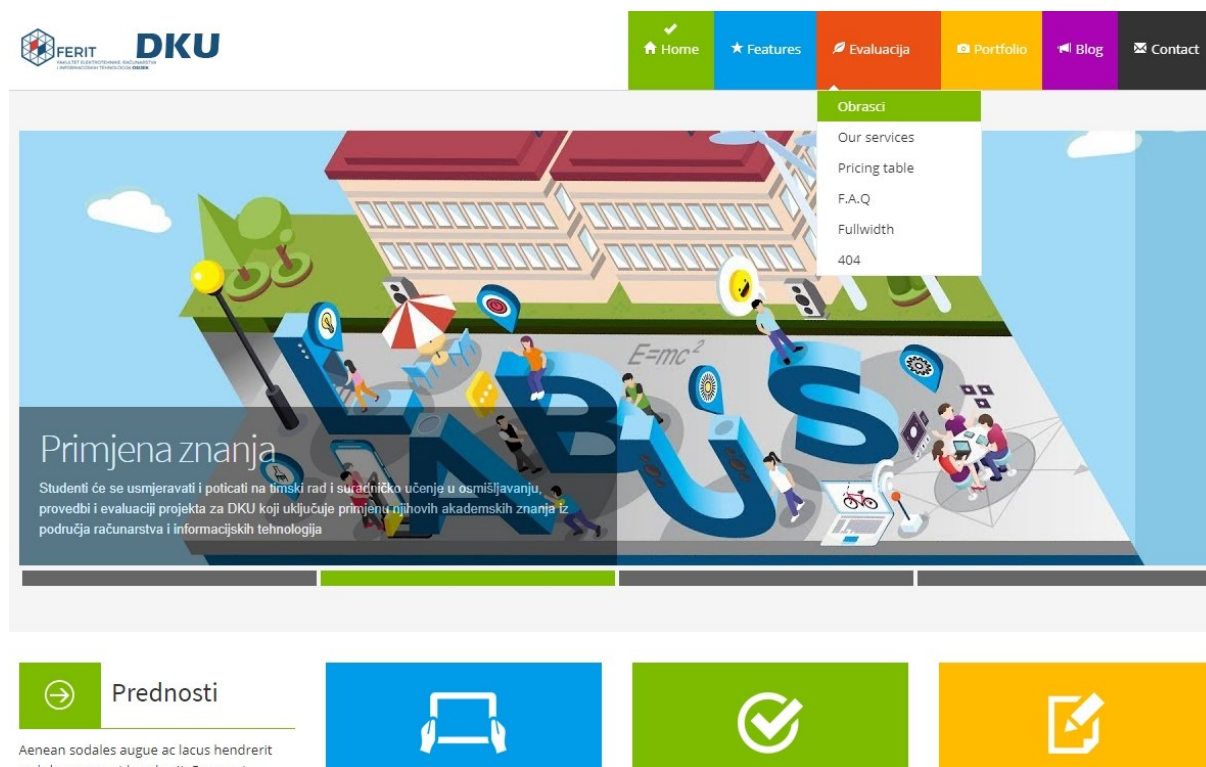 FERIT
FAKULTET ELEKTROTEHNIKE, RAČUNARSTVA
I INFORMACIJSKIH TEHNOLOGIJA OSIJEK
DKU
Home
Features
Evaluacija
Portfolio
Blog
Contact
Obrasci
Our services
Pricing table
F.A.Q
Fullwidth
404
E=mc²
LABUS
Primjena znanja
Studenti će se usmjeravati i poticati na timski rad i suradničko učenje u osmišljavanju,
provedbi i evaluaciji projekta za DKU koji uključuje primjenu njihovih akademskih znanja iz
područja računarstva i informacijskih tehnologija
Prednosti
Aenean sodales augue ac lacus hendrerit